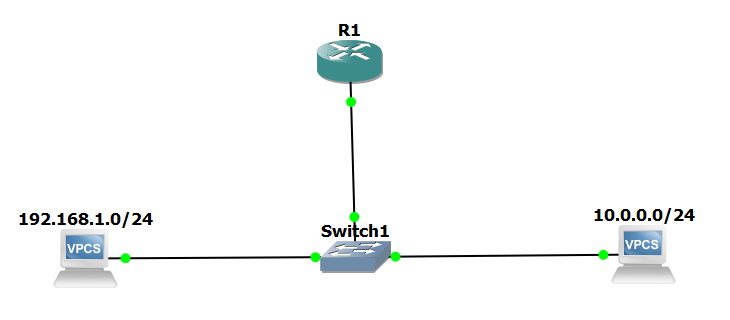 R1
192.168.1.0/24
10.0.0.0/24
Switch1
VPCS
VPCS